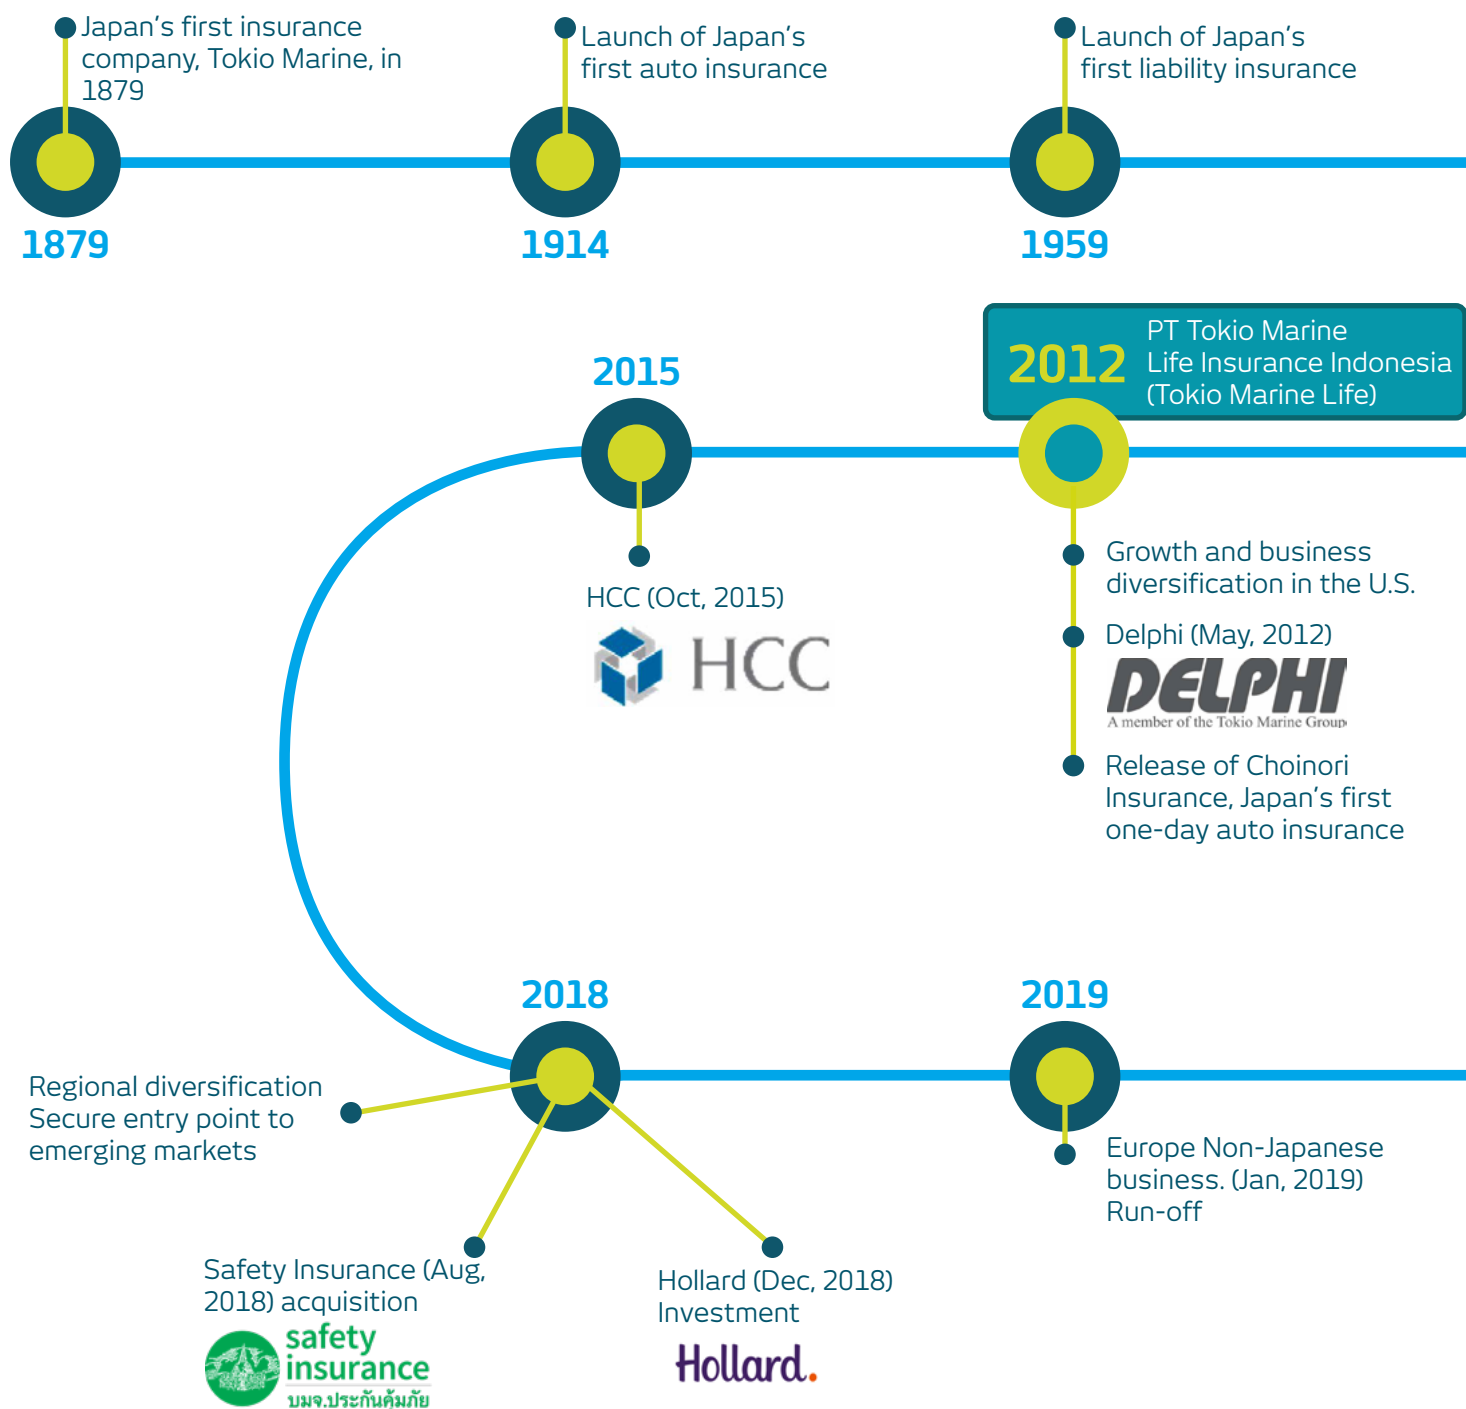 Japan's first insurance
company, Tokio Marine, in
1879
1879
Launch of Japan's
first auto insurance
1914
Launch of Japan's
first liability insurance
1959
2012
PT Tokio Marine
Life Insurance Indonesia
(Tokio Marine Life)
Growth and business
diversification in the U.S.
Delphi (May, 2012)
DELPHI
A member of the Tokio Marine Group
Release of Choinori
Insurance, Japan's first
one-day auto insurance
2015
HCC (Oct, 2015)
HCC
2018
Regional diversification
Secure entry point to
emerging markets
Safety Insurance (Aug,
2018) acquisition
safety
insurance
บมจ.ประกันคุ้มภัย
Hollard (Dec, 2018)
Investment
Hollard.
2019
Europe Non-Japanese
business. (Jan, 2019)
Run-off